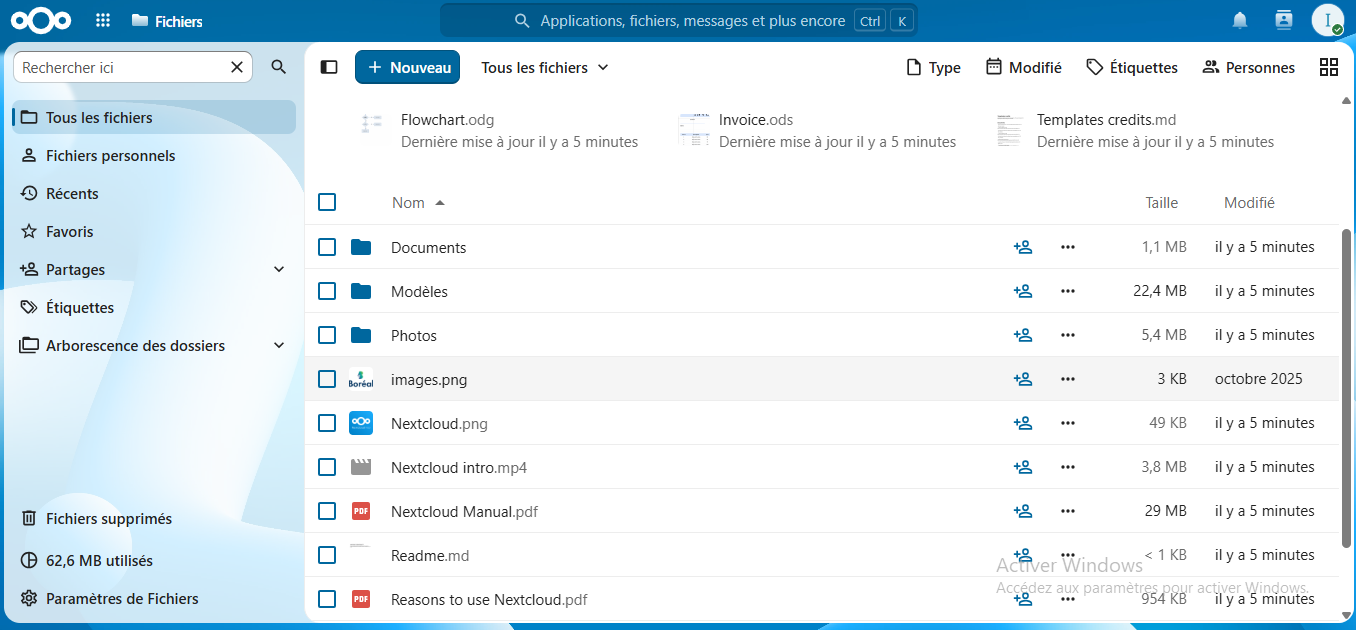 Fichiers
Applications, fichiers, messages et plus encore Ctrl K
I
Rechercher ici
Tous les fichiers
Fichiers personnels
Récents
Favoris
Partages
Étiquettes
Arborescence des dossiers
Fichiers supprimés
62,6 MB utilisés
Paramètres de Fichiers
+ Nouveau
Tous les fichiers
Type
Modifié
Étiquettes
Personnes
Flowchart.odg
Dernière mise à jour il y a 5 minutes
Invoice.ods
Dernière mise à jour il y a 5 minutes
Templates credits.md
Dernière mise à jour il y a 5 minutes
Nom Taille Modifié
Documents 1,1 MB il y a 5 minutes
Modèles 22,4 MB il y a 5 minutes
Photos 5,4 MB il y a 5 minutes
Boréal images.png 3 KB octobre 2025
Nextcloud.png 49 KB il y a 5 minutes
Nextcloud intro.mp4 3,8 MB il y a 5 minutes
PDF Nextcloud Manual.pdf 29 MB il y a 5 minutes
Readme.md < 1 KB il y a 5 minutes
PDF Reasons to use Nextcloud.pdf 954 KB il y a 5 minutes
Activer Windows
Accédez aux paramètres pour activer Windows.